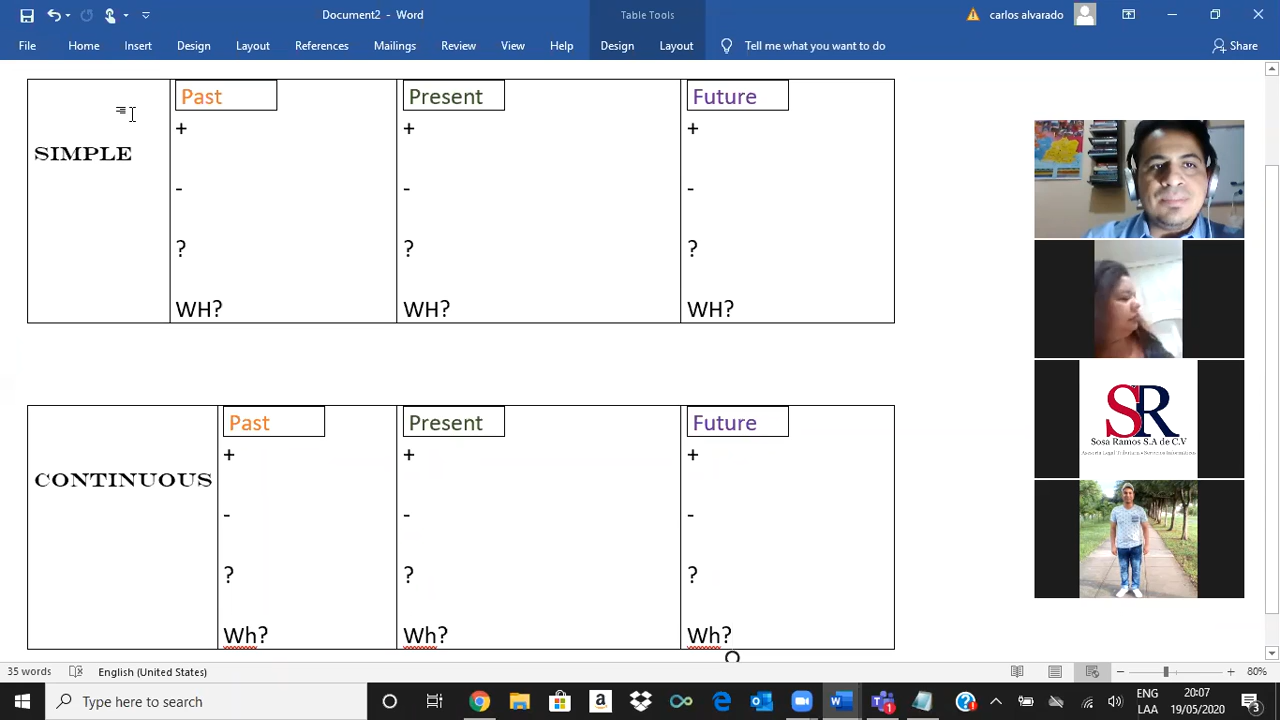 Document2 - Word
Table Tools
carlos alvarado
File
Home
Insert
Design
Layout
References
Mailings
Review
View
Help
Design
Layout
Tell me what you want to do
Share
SIMPLE
Past
+
-
?
WH?
Present
+
-
?
WH?
Future
+
-
?
WH?
CONTINUOUS
Past
+
-
?
Wh?
Present
+
-
?
Wh?
Future
+
-
?
Wh?
SR
Sosa Ramos S.A de C.V
35 words
English (United States)
80%
Type here to search
ENG
LAA
20:07
19/05/2020